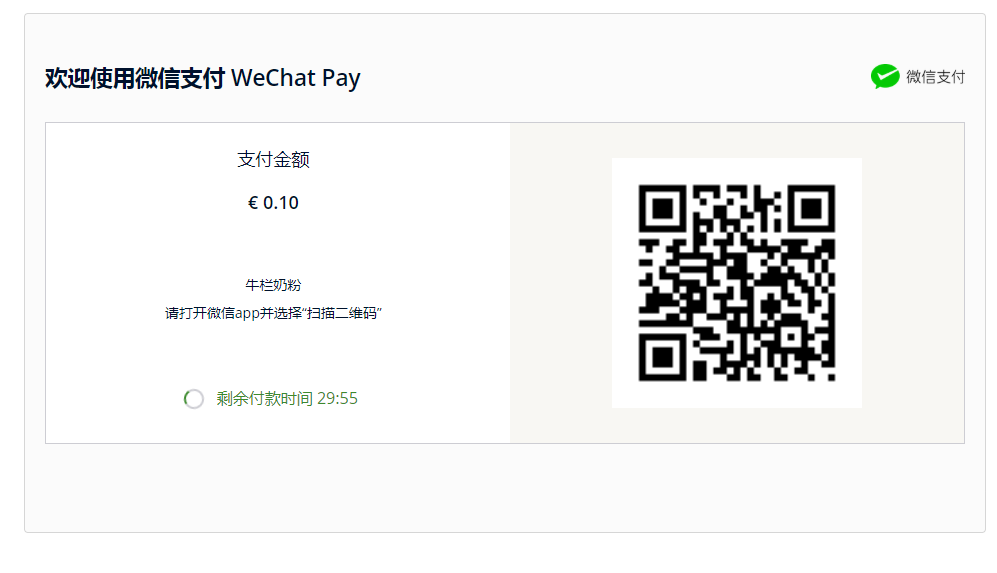 欢迎使用微信支付 WeChat Pay
微信支付
支付金额
€ 0.10
牛栏奶粉
请打开微信app并选择“扫描二维码”
剩余付款时间 29:55